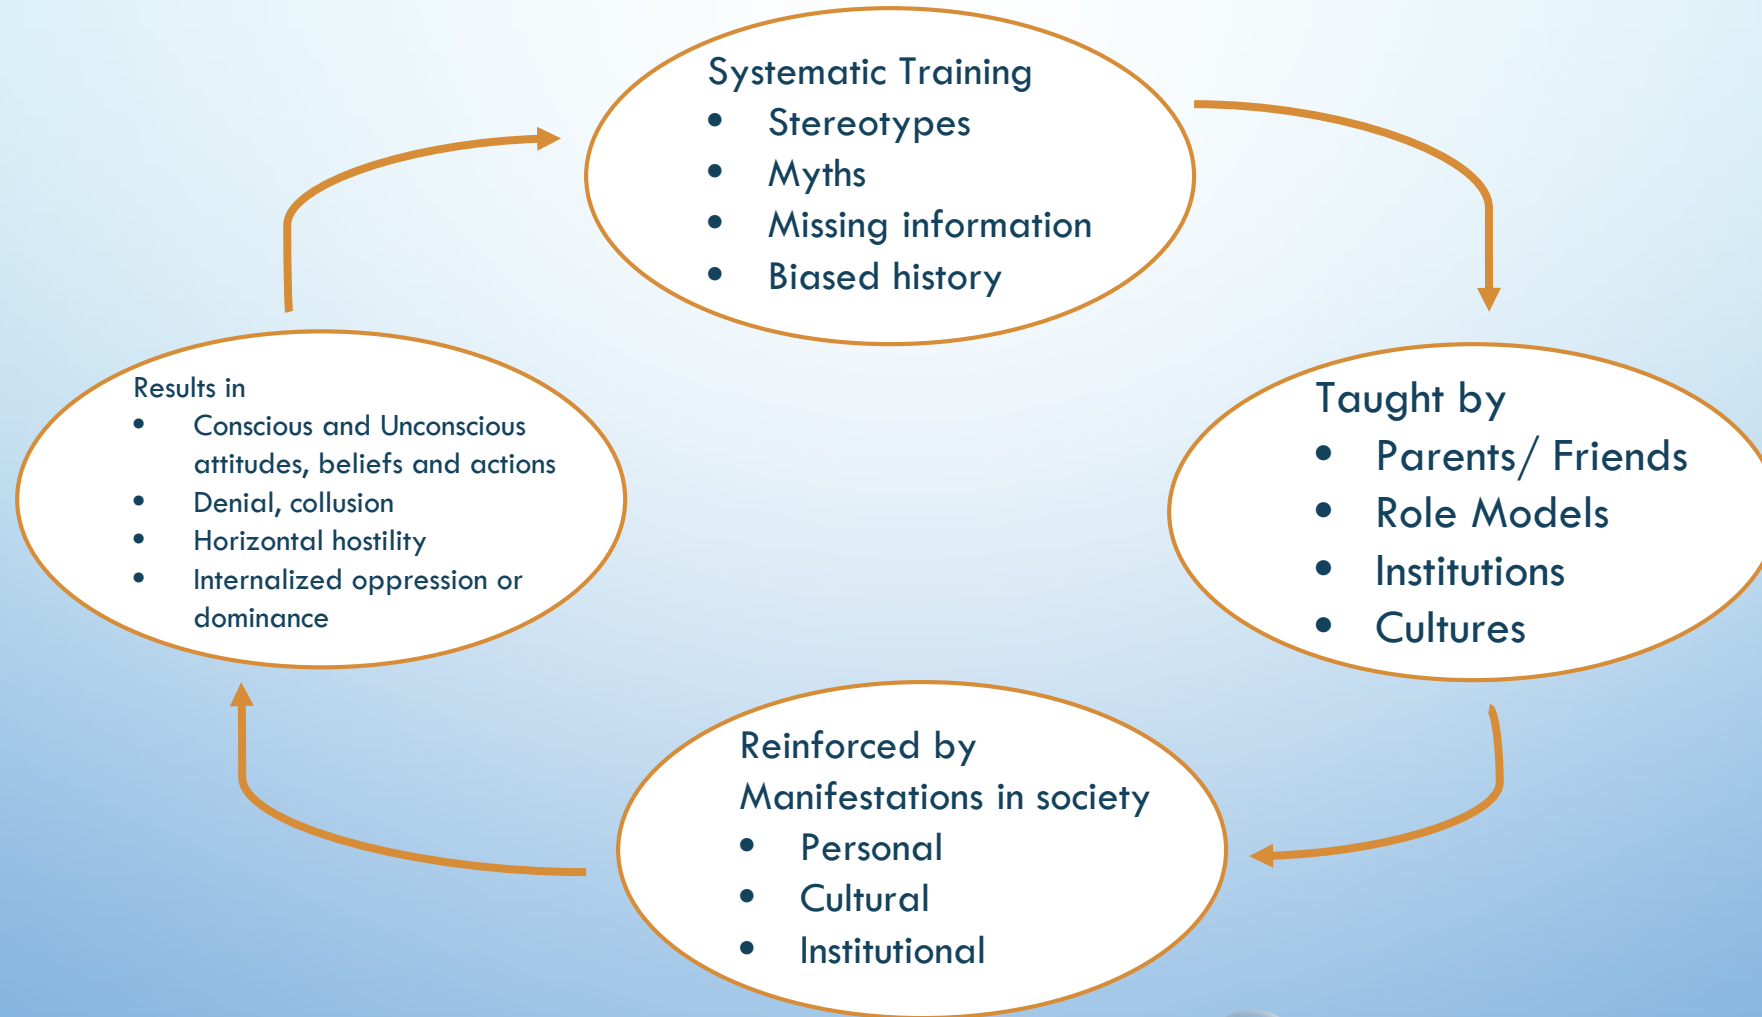 Systematic Training
• Stereotypes
• Myths
• Missing information
• Biased history
Taught by
• Parents/ Friends
• Role Models
• Institutions
• Cultures
Reinforced by
Manifestations in society
• Personal
• Cultural
• Institutional
Results in
• Conscious and Unconscious
attitudes, beliefs and actions
• Denial, collusion
• Horizontal hostility
• Internalized oppression or
dominance